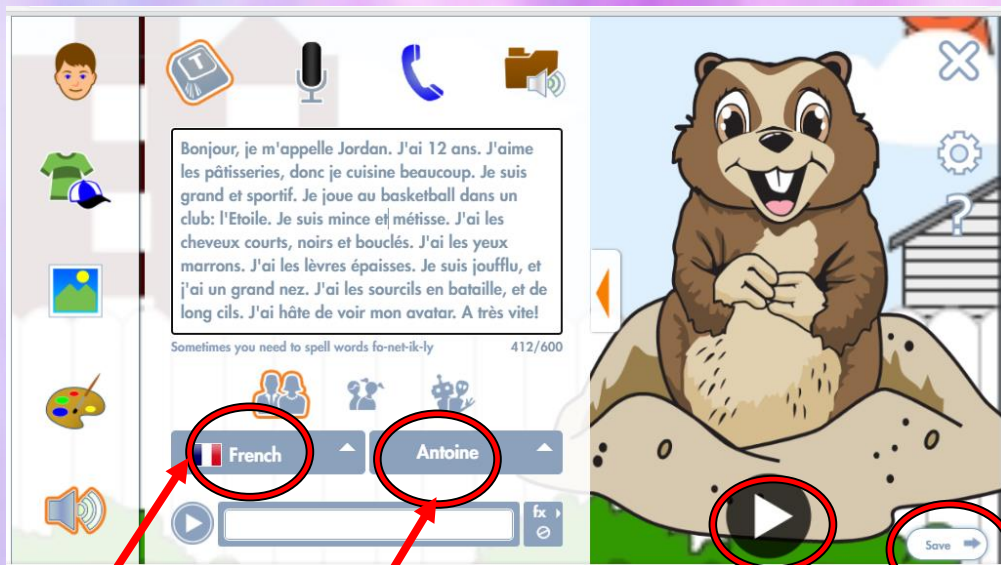 T
Bonjour, je m'appelle Jordan. J'ai 12 ans. J'aime
les pâtisseries, donc je cuisine beaucoup. Je suis
grand et sportif. Je joue au basketball dans un
club: l'Etoile. Je suis mince et métisse. J'ai les
cheveux courts, noirs et bouclés. J'ai les yeux
marrons. J'ai les lèvres épaisses. Je suis joufflu, et
j'ai un grand nez. J'ai les sourcils en bataille, et de
long cils. J'ai hâte de voir mon avatar. A très vite!
Sometimes you need to spell words fo-net-ik-ly 412/600
French Antoine
fx
Save
?